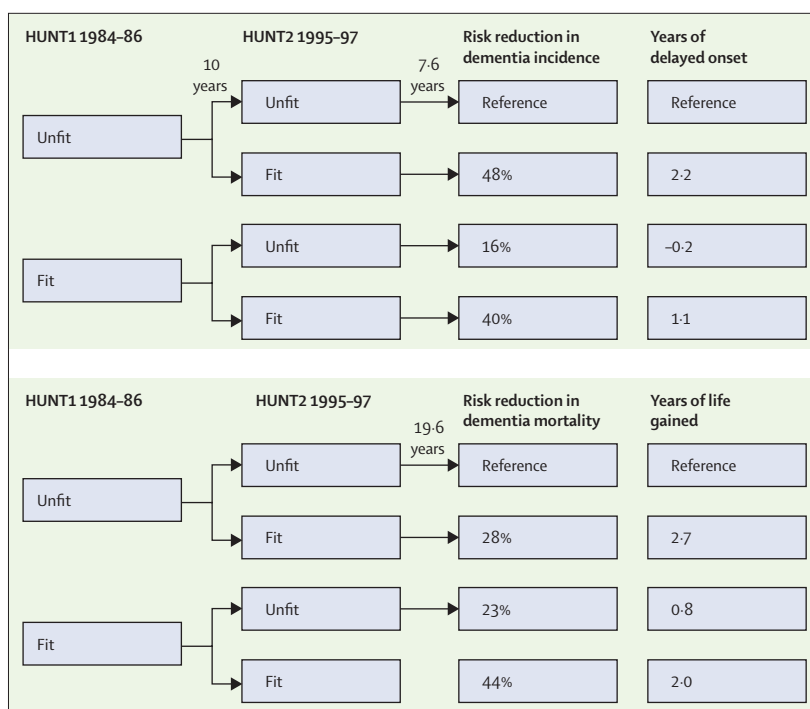 HUNT1 1984–86 HUNT2 1995–97 Risk reduction in dementia incidence Years of delayed onset
10 years
7·6 years
Unfit
Unfit Reference Reference
Fit 48% 2·2
Fit
Unfit 16% –0·2
Fit 40% 1·1
HUNT1 1984–86 HUNT2 1995–97 Risk reduction in dementia mortality Years of life gained
19·6 years
Unfit
Unfit Reference Reference
Fit 28% 2·7
Fit
Unfit 23% 0·8
Fit 44% 2·0